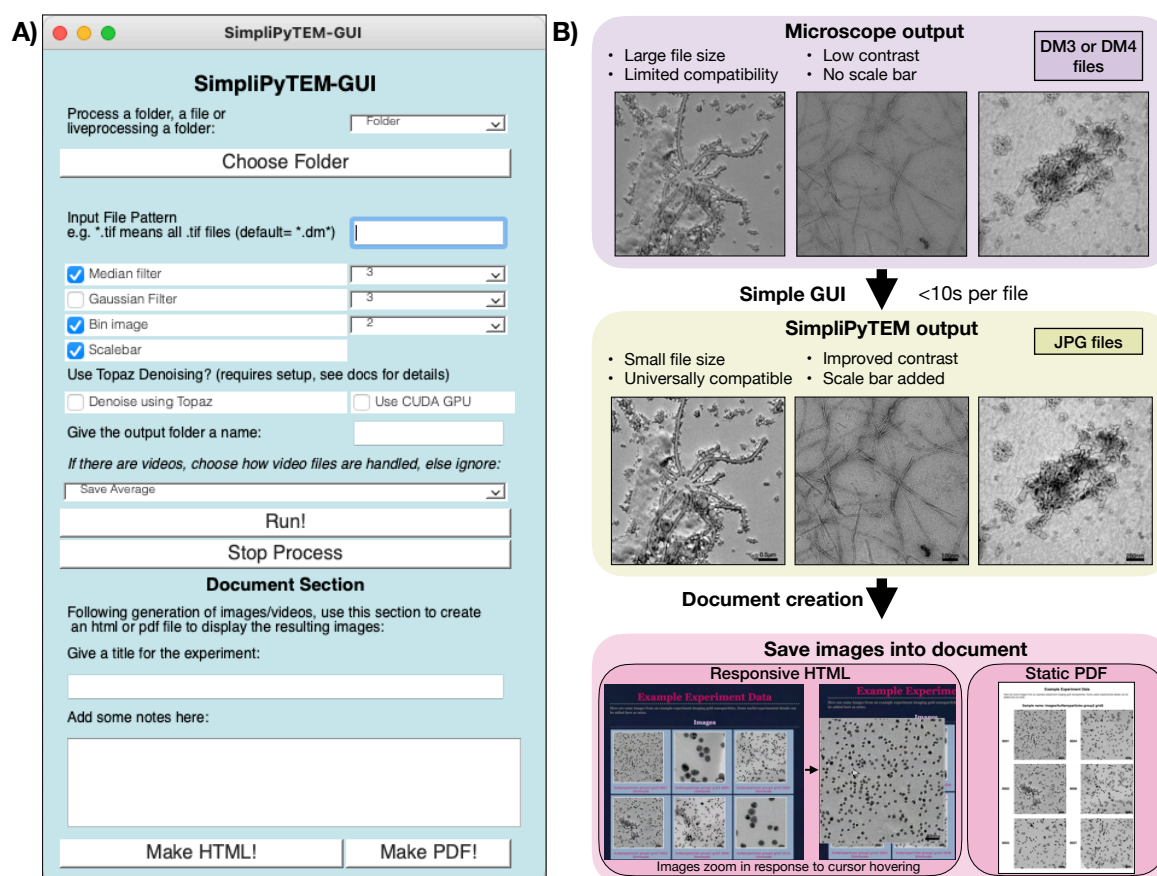 A)
SimpliPyTEM-GUI
SimpliPyTEM-GUI
Process a folder, a file or
liveprocessing a folder:
Folder
Choose Folder
Input File Pattern
e.g. *.tif means all .tif files (default= *.dm*)
Median filter
3
Gaussian Filter
3
Bin image
2
Scalebar
Use Topaz Denoising? (requires setup, see docs for details)
Denoise using Topaz
Use CUDA GPU
Give the output folder a name:
If there are videos, choose how video files are handled, else ignore:
Save Average
Run!
Stop Process
Document Section
Following generation of images/videos, use this section to create
an html or pdf file to display the resulting images:
Give a title for the experiment:
Add some notes here:
Make HTML!
Make PDF!
B)
Microscope output
• Large file size
• Limited compatibility
• Low contrast
• No scale bar
DM3 or DM4
files
Simple GUI
<10s per file
SimpliPyTEM output
• Small file size
• Universally compatible
• Improved contrast
• Scale bar added
JPG files
0.5μm
100nm
200nm
Document creation
Save images into document
Responsive HTML
Example Experiment Data
Images
Example Experime
Images zoom in response to cursor hovering
Static PDF
Example Experiment Data